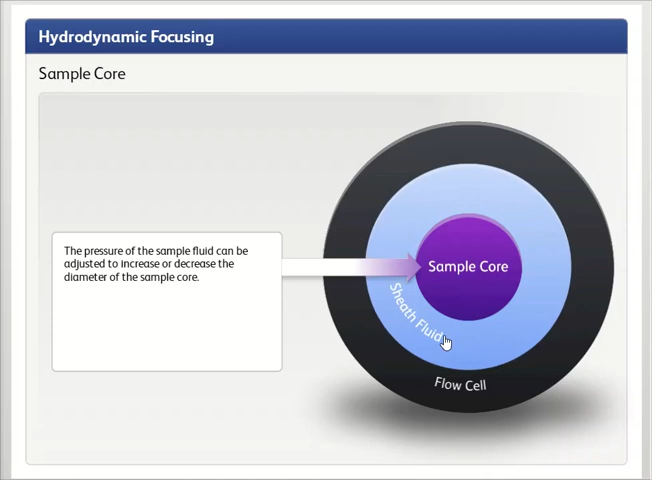 Hydrodynamic Focusing
Sample Core
The pressure of the sample fluid can be
adjusted to increase or decrease the
diameter of the sample core.
Sample Core
Sheath Fluid
Flow Cell